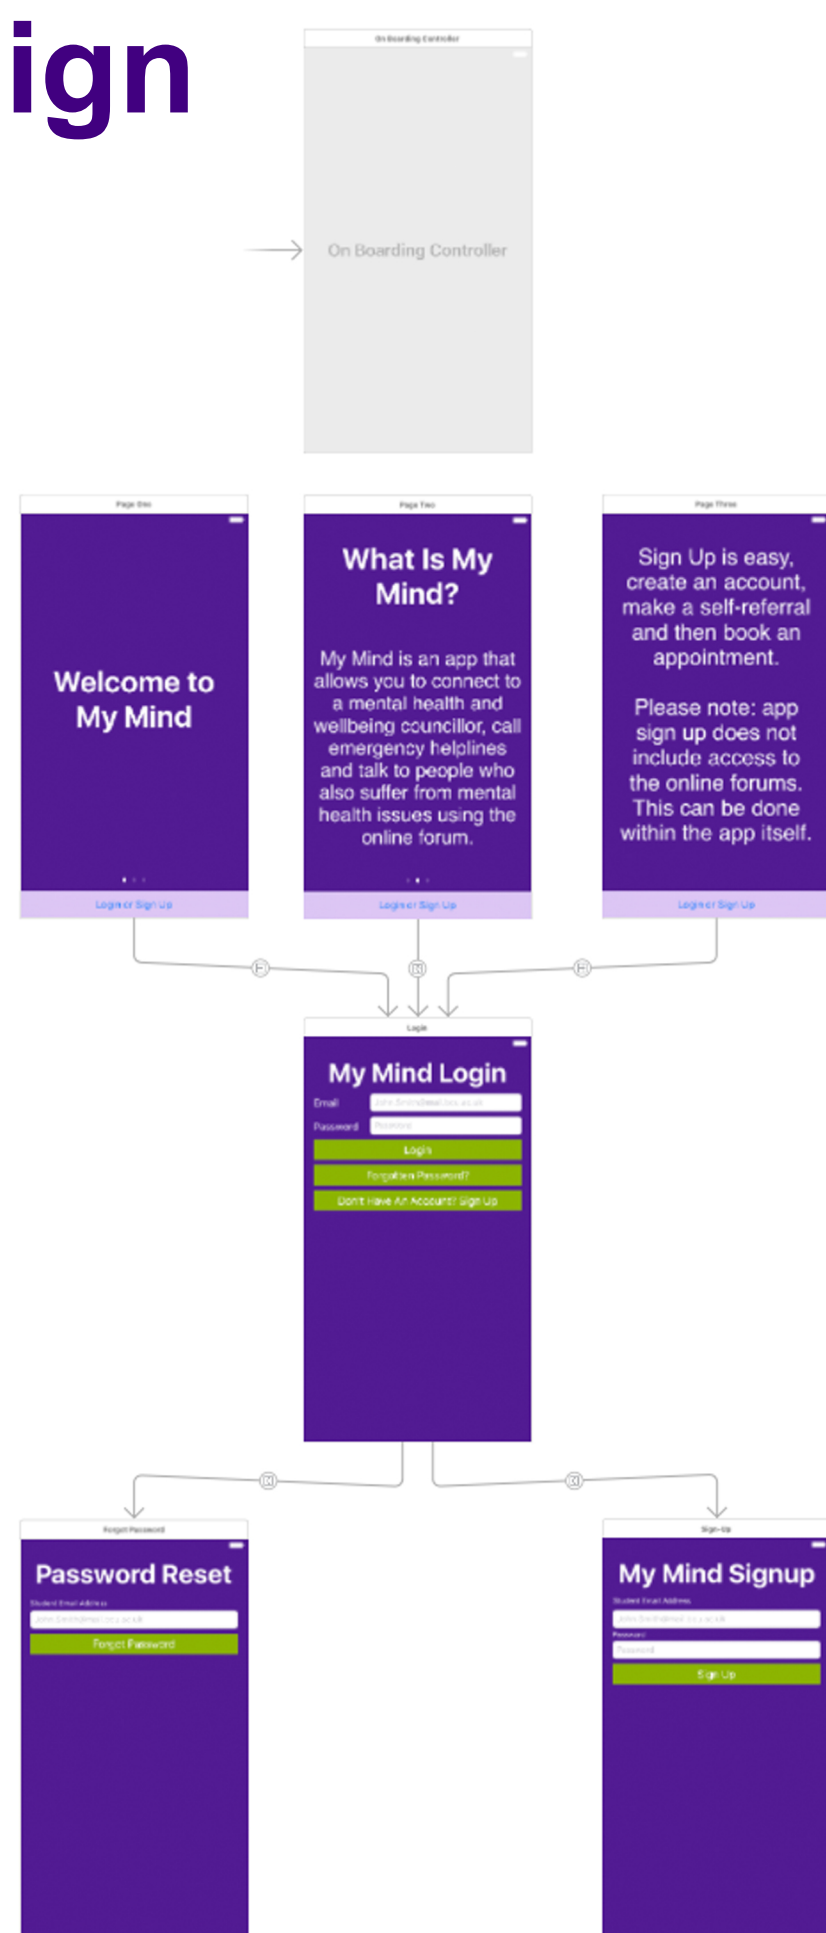 ign
On Boarding Controller
On Boarding Controller
Page One
Welcome to
My Mind
Login or Sign Up
Page Two
What Is My
Mind?
My Mind is an app that
allows you to connect to
a mental health and
wellbeing councillor, call
emergency helplines
and talk to people who
also suffer from mental
health issues using the
online forum.
Login or Sign Up
Page Three
Sign Up is easy,
create an account,
make a self-referral
and then book an
appointment.
Please note: app
sign up does not
include access to
the online forums.
This can be done
within the app itself.
Login or Sign Up
Login
My Mind Login
Email
Password
Password
Login
Forgotten Password?
Don't Have An Account? Sign Up
Forgot Password
Password Reset
Student Email Address
Forgot Password
Sign-Up
My Mind Signup
Student Email Address
Password
Password
Sign Up